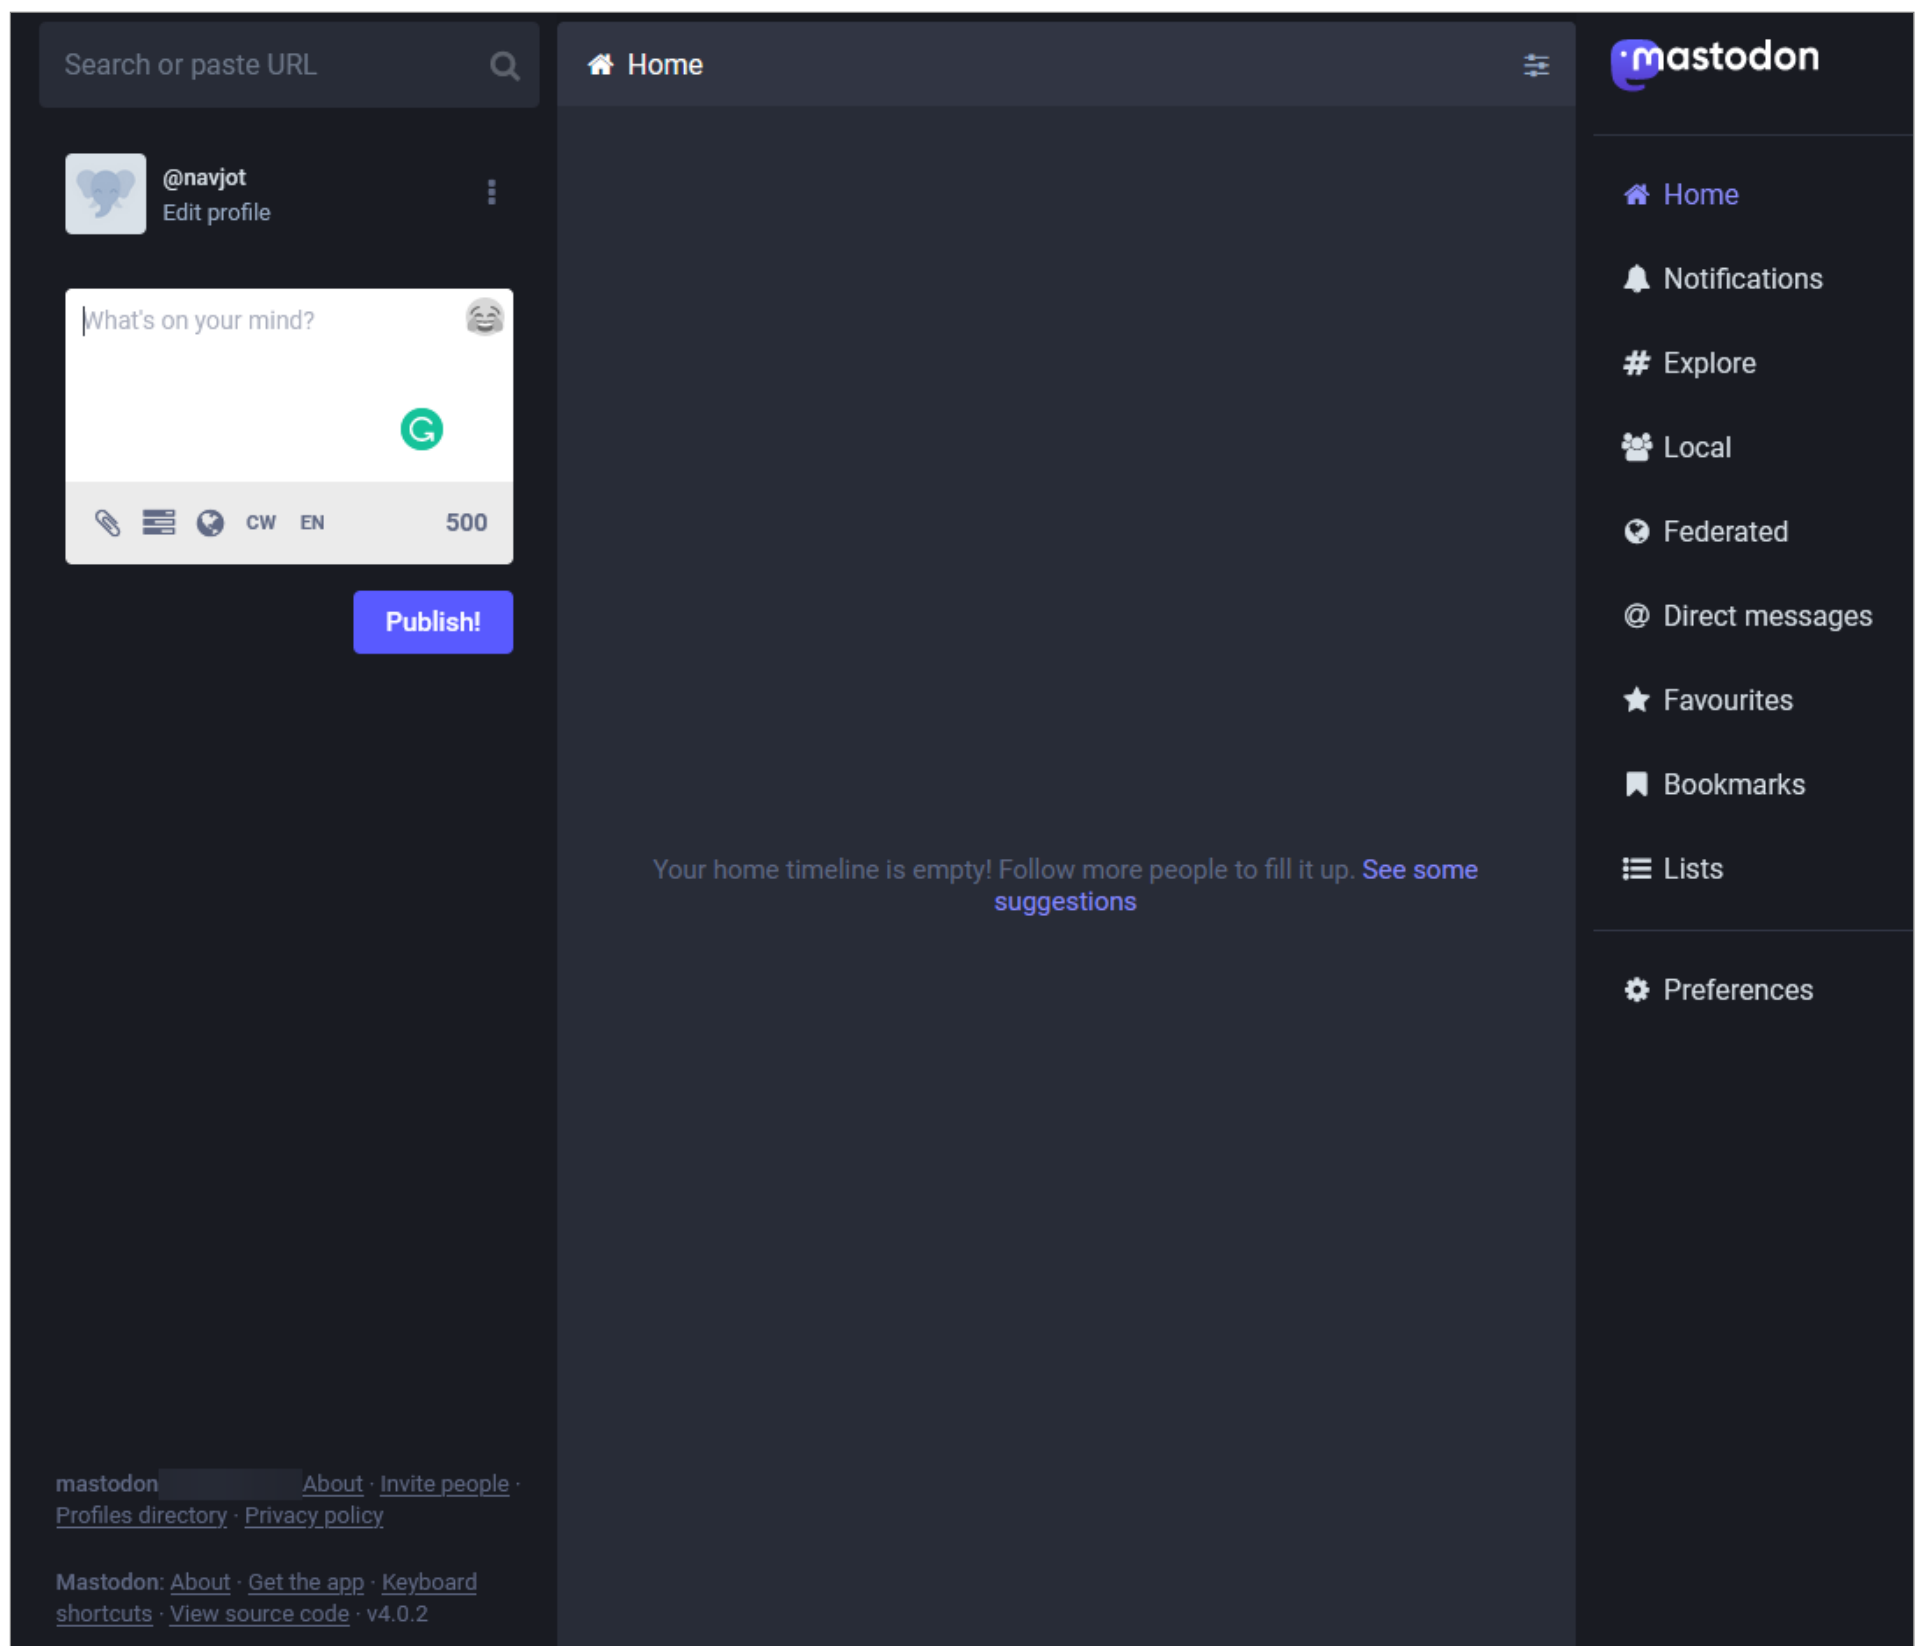 Search or paste URL
@navjot
Edit profile
What's on your mind?
CW EN 500
Publish!
mastodon About · Invite people ·
Profiles directory · Privacy policy
Mastodon: About · Get the app · Keyboard
shortcuts · View source code · v4.0.2
Home
Your home timeline is empty! Follow more people to fill it up. See some
suggestions
mastodon
Home
Notifications
# Explore
Local
Federated
@ Direct messages
Favourites
Bookmarks
Lists
Preferences